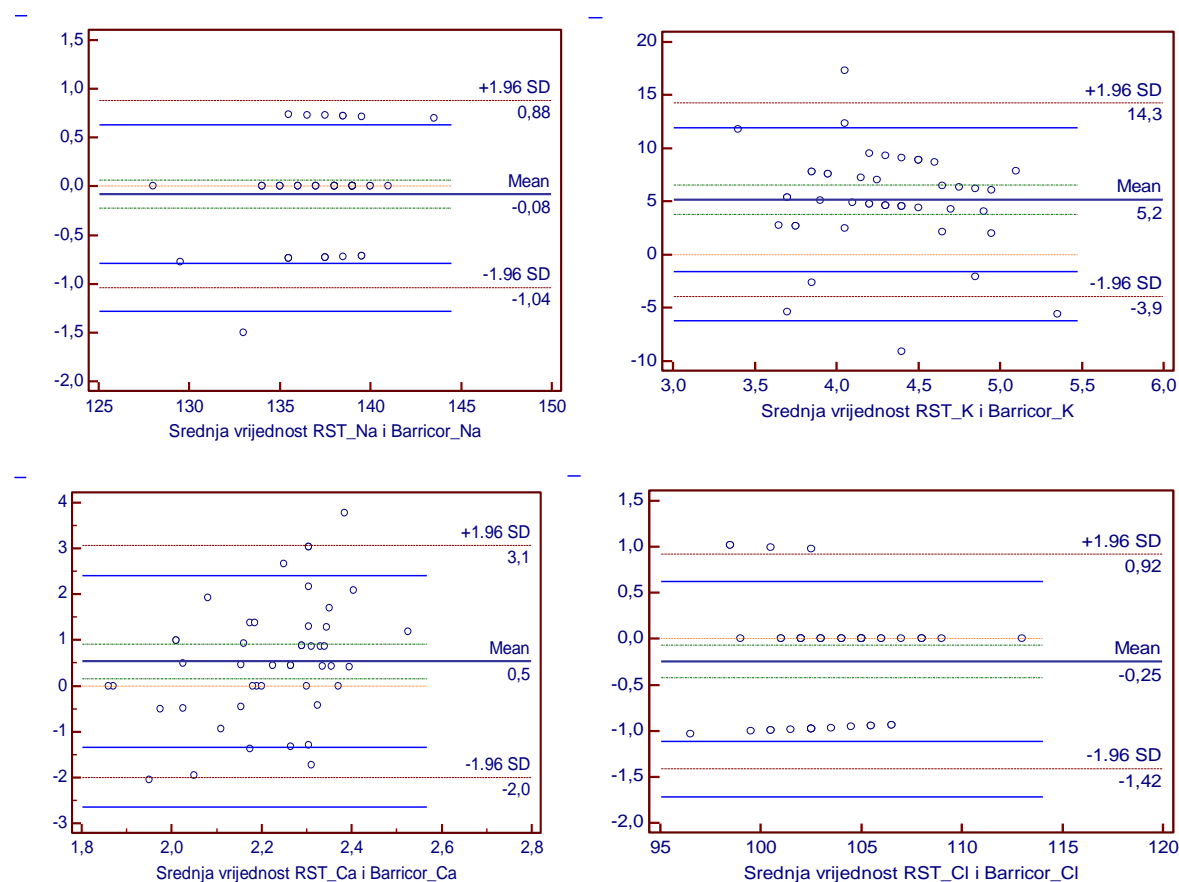 1,5
1,0
0,5
0,0
-0,5
-1,0
-1,5
-2,0
+1.96 SD
0,88
Mean
-0,08
-1.96 SD
-1,04
125 130 135 140 145 150
Srednja vrijednost RST_Na i Barricor_Na
20
15
10
5
0
-5
-10
+1.96 SD
14,3
Mean
5,2
-1.96 SD
-3,9
3,0 3,5 4,0 4,5 5,0 5,5 6,0
Srednja vrijednost RST_K i Barricor_K
4
3
2
1
0
-1
-2
-3
+1.96 SD
3,1
Mean
0,5
-1.96 SD
-2,0
1,8 2,0 2,2 2,4 2,6 2,8
Srednja vrijednost RST_Ca i Barricor_Ca
1,5
1,0
0,5
0,0
-0,5
-1,0
-1,5
-2,0
+1.96 SD
0,92
Mean
-0,25
-1.96 SD
-1,42
95 100 105 110 115 120
Srednja vrijednost RST_Cl i Barricor_Cl